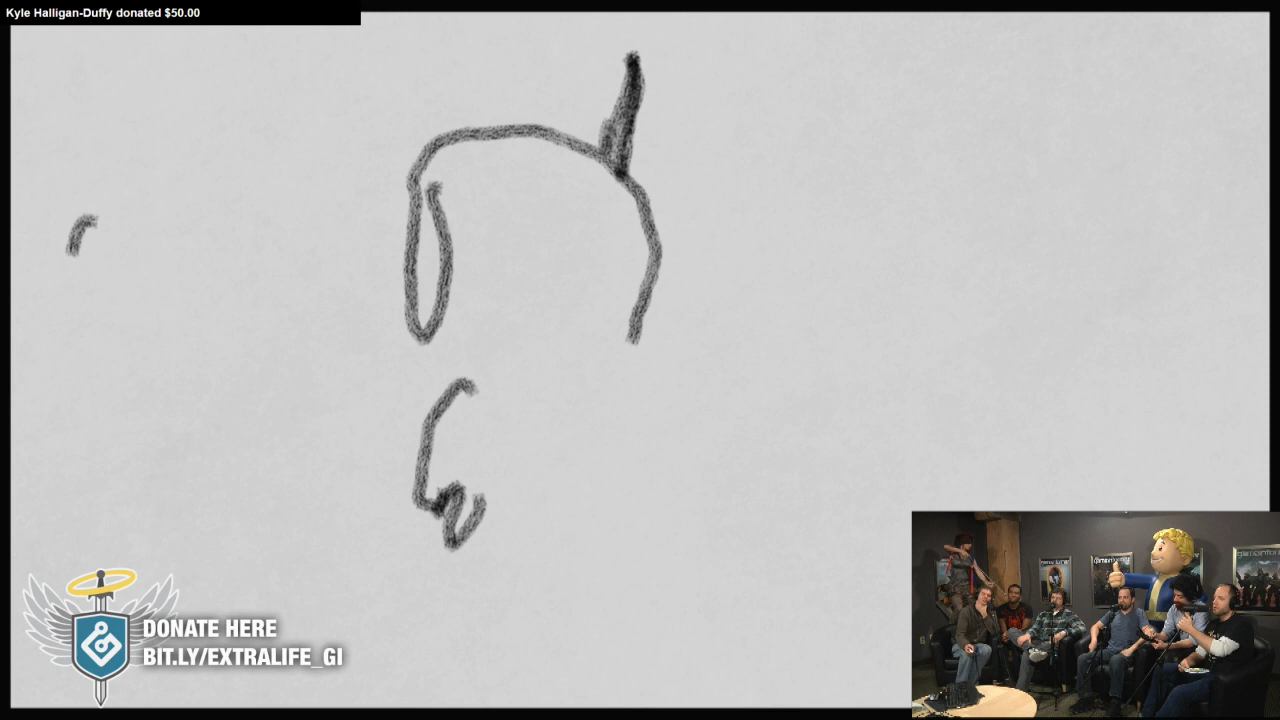 Kyle Halligan-Duffy donated $50.00
DONATE HERE
BIT.LY/EXTRALIFE_GI